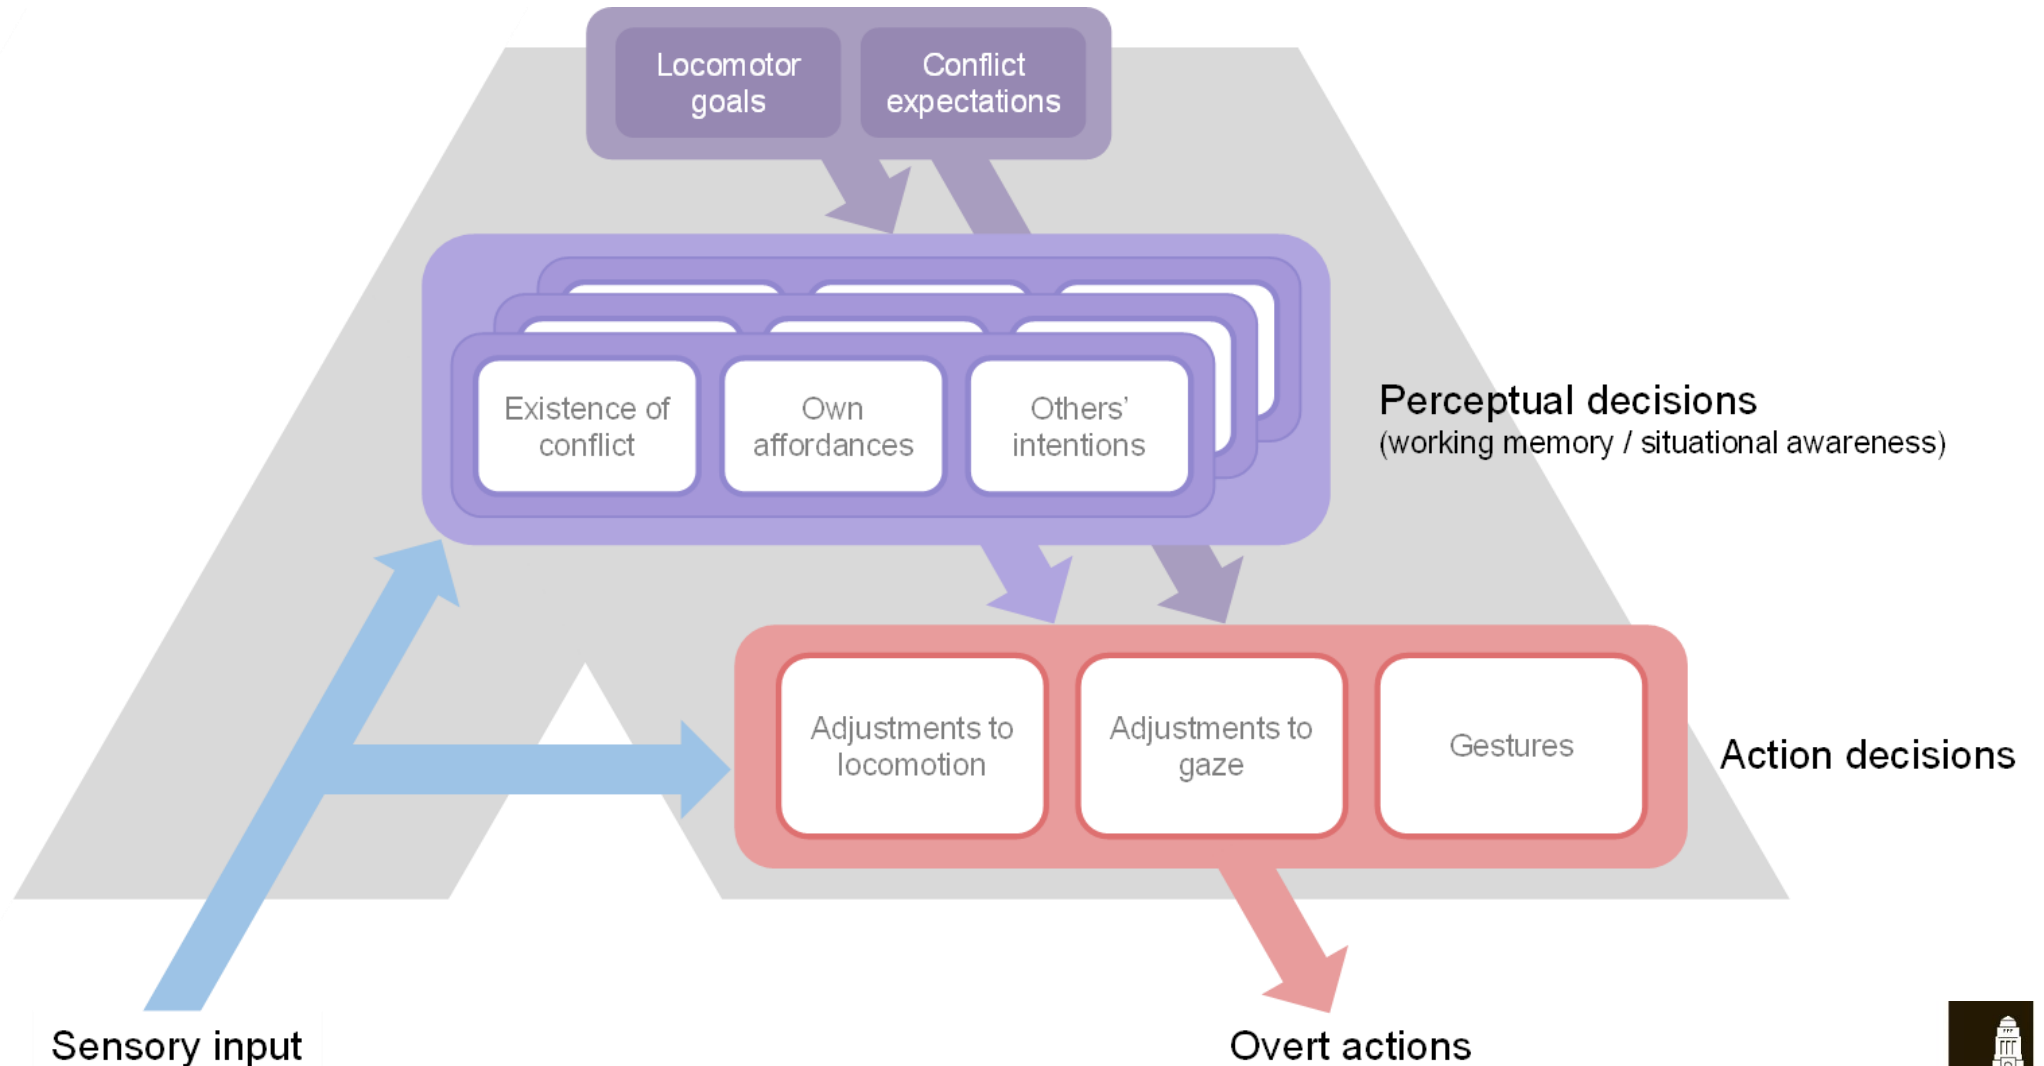 Locomotor
goals
Conflict
expectations
Existence of
conflict
Own
affordances
Others’
intentions
Perceptual decisions
(working memory / situational awareness)
Adjustments to
locomotion
Adjustments to
gaze
Gestures
Action decisions
Sensory input
Overt actions